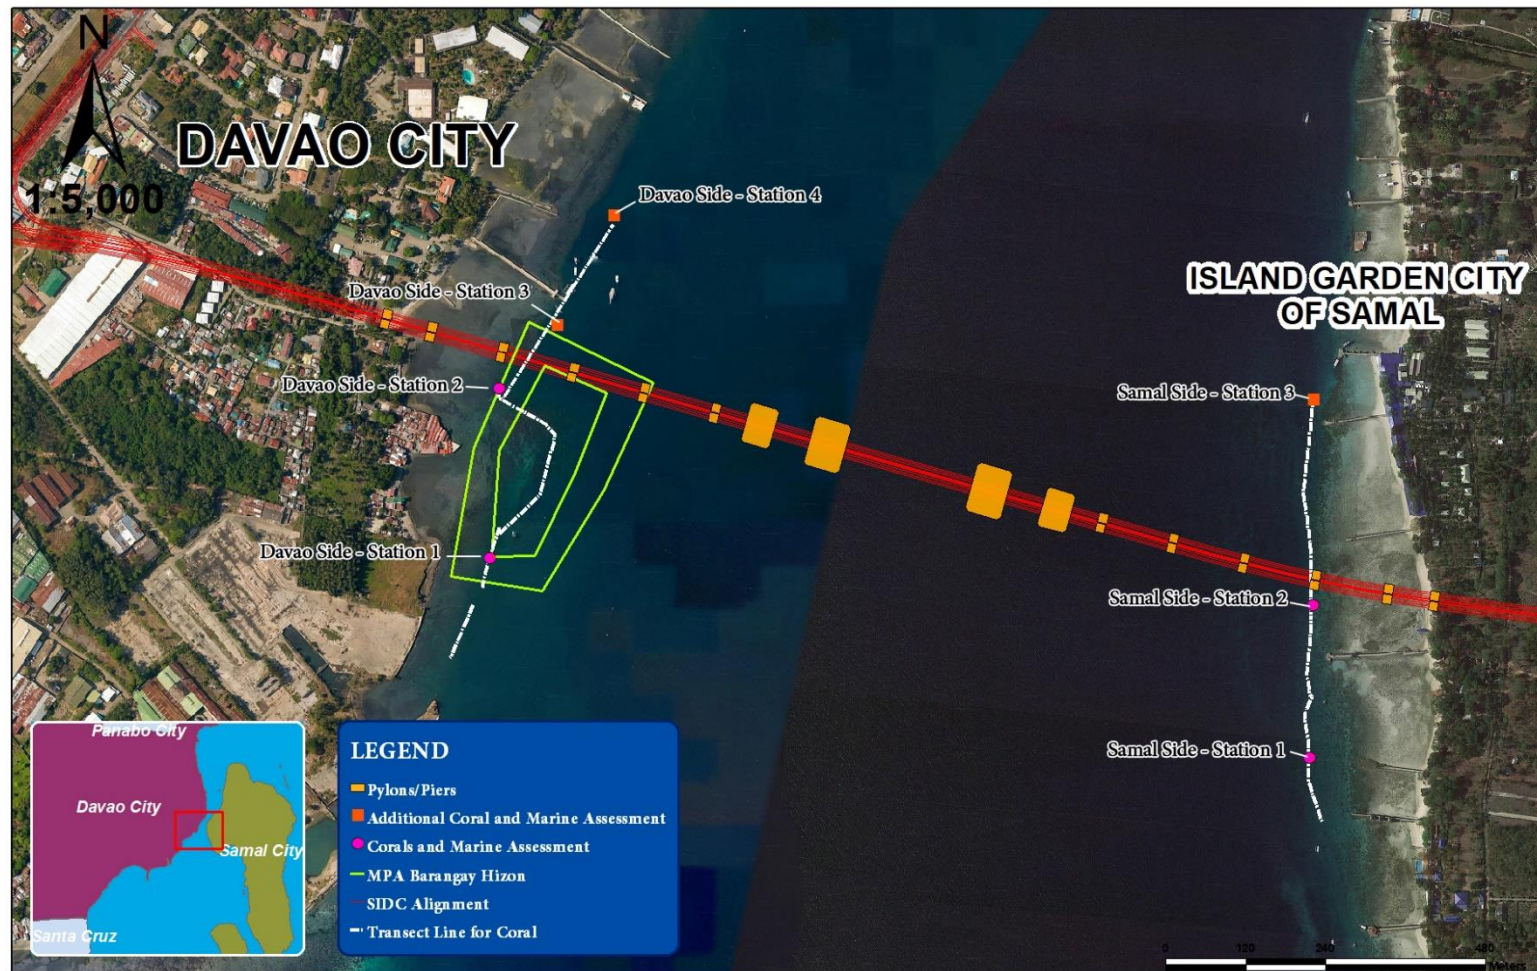 N
1:5,000
DAVAO CITY
Davao Side - Station 4
Davao Side - Station 3
Davao Side - Station 2
Davao Side - Station 1
ISLAND GARDEN CITY
OF SAMAL
Samal Side - Station 3
Samal Side - Station 2
Samal Side - Station 1
Panabo City
Davao City
Samal City
Santa Cruz
LEGEND
Pylons/Piers
Additional Coral and Marine Assessment
Corals and Marine Assessment
MPA Barangay Hizon
SIDC Alignment
Transect Line for Coral
0 120 240 480
Meters